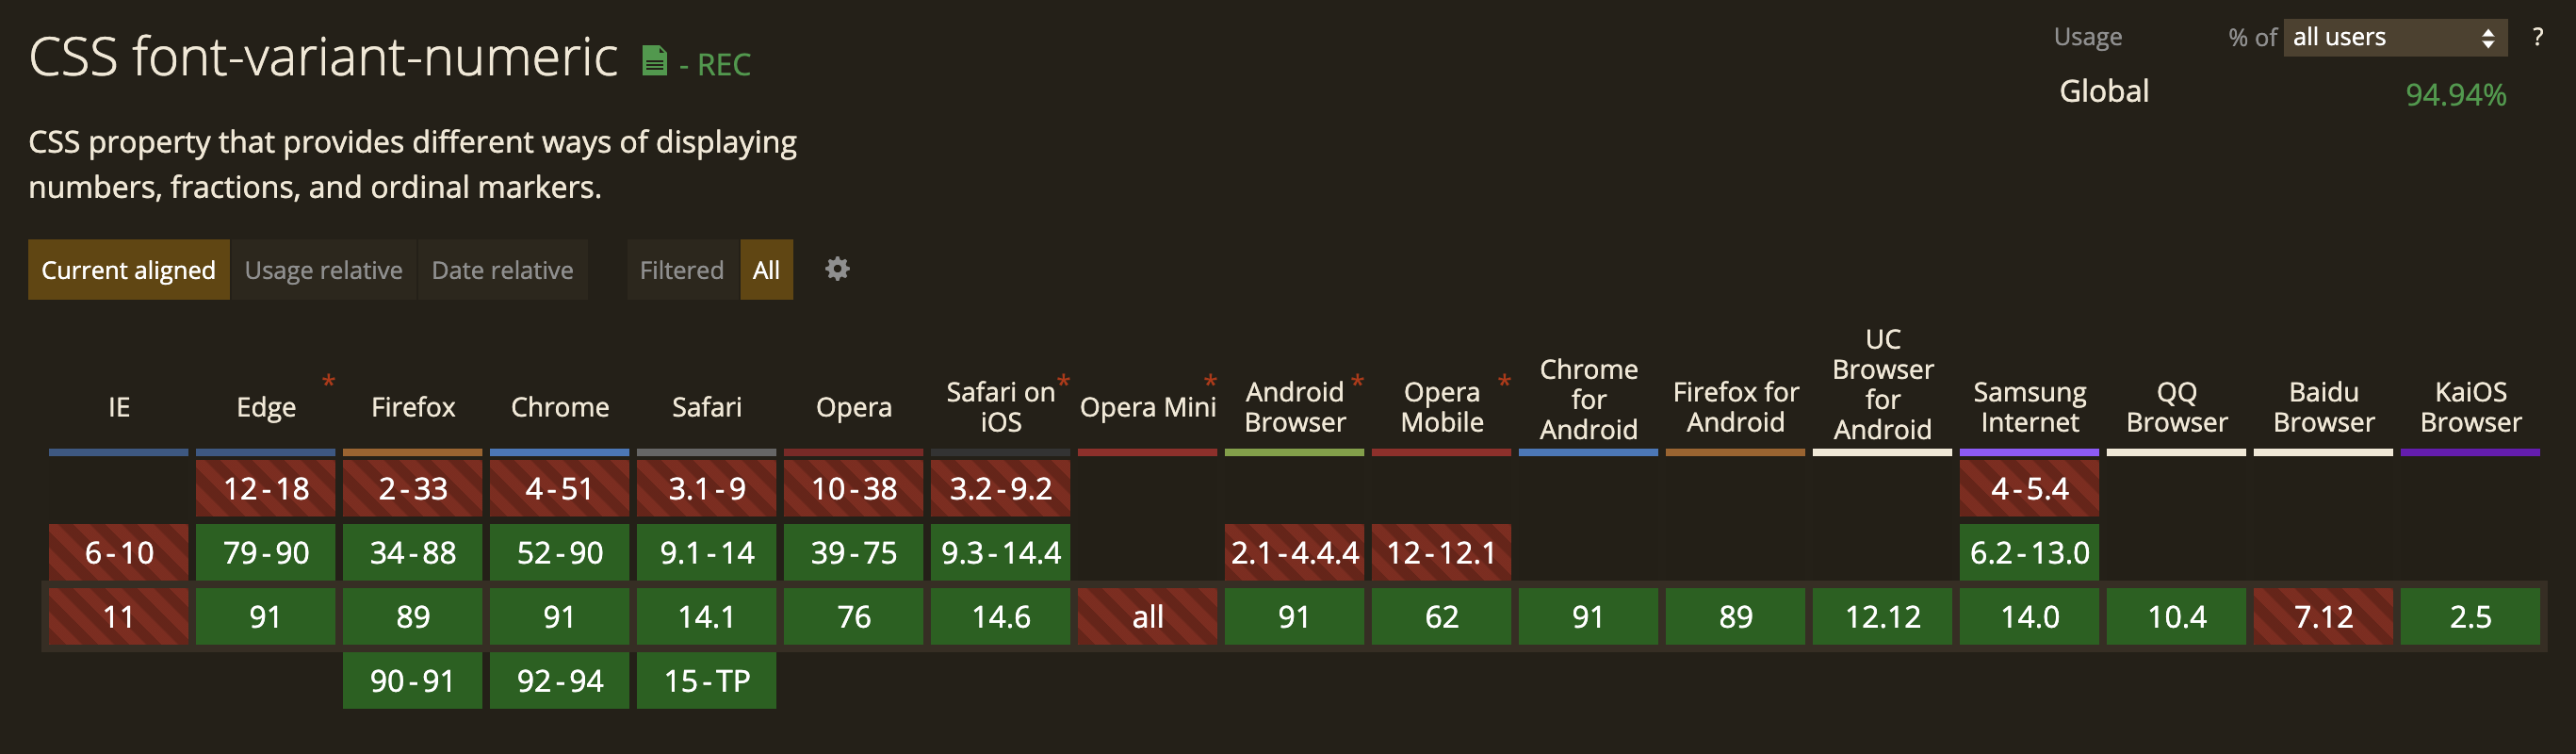 CSS font-variant-numeric - REC
Usage % of all users ?
Global 94.94%
CSS property that provides different ways of displaying
numbers, fractions, and ordinal markers.
Current aligned Usage relative Date relative Filtered All
IE
Edge *
Firefox
Chrome
Safari
Opera
Safari on *
iOS
Opera Mini *
Android *
Browser
Opera *
Mobile
Chrome
for
Android
Firefox for
Android
UC
Browser
for
Android
Samsung
Internet
QQ
Browser
Baidu
Browser
KaiOS
Browser
12-18 2-33 4-51 3.1-9 10-38 3.2-9.2 4-5.4
6-10 79-90 34-88 52-90 9.1-14 39-75 9.3-14.4 2.1-4.4.4 12-12.1 6.2-13.0
11 91 89 91 14.1 76 14.6 all 91 62 91 89 12.12 14.0 10.4 7.12 2.5
90-91 92-94 15-TP